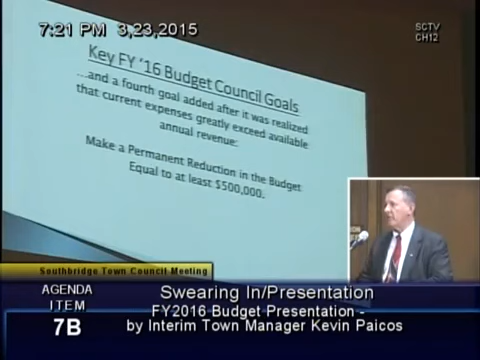 7:21 PM 3,23,2015
SCTV
CH12
Key FY '16 Budget Council Goals
...and a fourth goal added after it was realized
that current expenses greatly exceed available
annual revenue:
Make a Permanent Reduction in the Budget
Equal to at least $500,000.
Southbridge Town Council Meeting
AGENDA
ITEM
7B
Swearing In/Presentation
FY2016 Budget Presentation -
by Interim Town Manager Kevin Paicos